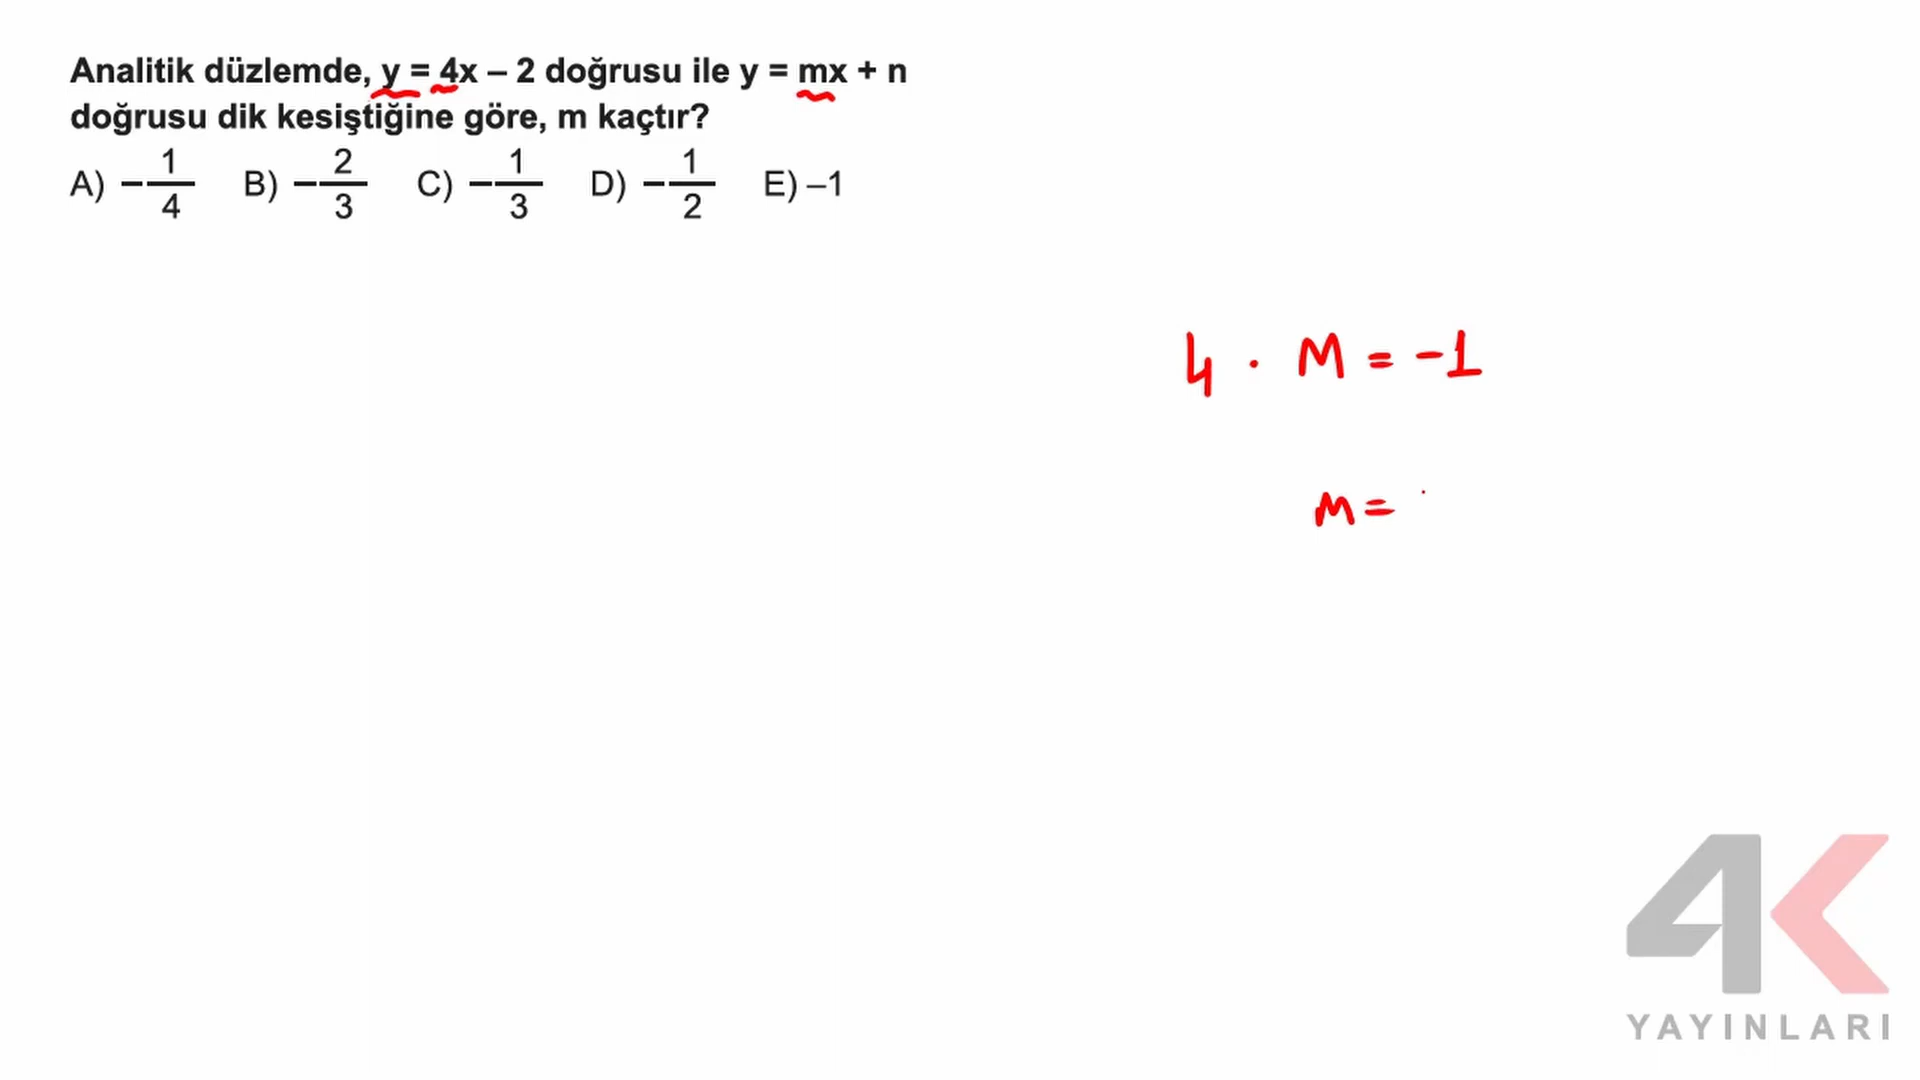 Analitik düzlemde, y = 4x – 2 doğrusu ile y = mx + n
doğrusu dik kesiştiğine göre, m kaçtır?
A) –1/4 B) –2/3 C) –1/3 D) –1/2 E) –1
4 · M = -1
M =
4K
YAYINLARI